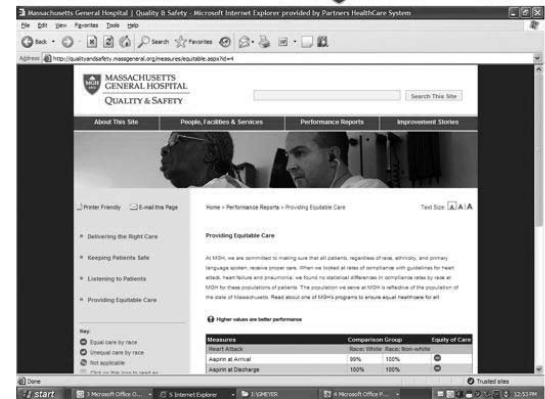 Massachusetts General Hospital | Quality & Safety - Microsoft Internet Explorer provided by Partners HealthCare System
File Edit View Favorites Tools Help
Back Search Favorites
Address http://qualityandsafety.massgeneral.org/measures/equitable.aspx?id=4
MGH
MASSACHUSETTS
GENERAL HOSPITAL
QUALITY & SAFETY
Search This Site
About This Site People, Facilities & Services Performance Reports Improvement Stories
Printer Friendly E-mail this Page Home > Performance Reports > Providing Equitable Care Text Size: A A A
Delivering the Right Care
Keeping Patients Safe
Listening to Patients
Providing Equitable Care
Providing Equitable Care
At MGH, we are committed to making sure that all patients, regardless of race, ethnicity, and primary
language spoken, receive proper care. When we looked at rates of compliance with guidelines for heart
attack, heart failure and pneumonia, we found no statistical differences in compliance rates by race at
MGH for these populations of patients. The population we serve at MGH is reflective of the population of
the state of Massachusetts. Read about one of MGH's programs to ensure equal healthcare for all
Higher values are better performance
Key:
Equal care by race
Unequal care by race
Not applicable
Click on this icon to read an
Measures Comparison Group Equity of Care
Heart Attack Race: White Race: Non-white
Aspirin at Arrival 99% 100%
Aspirin at Discharge 100% 100%
Done Trusted sites
start 3 Microsoft Office O... 5 Internet Explorer 12:53 PM